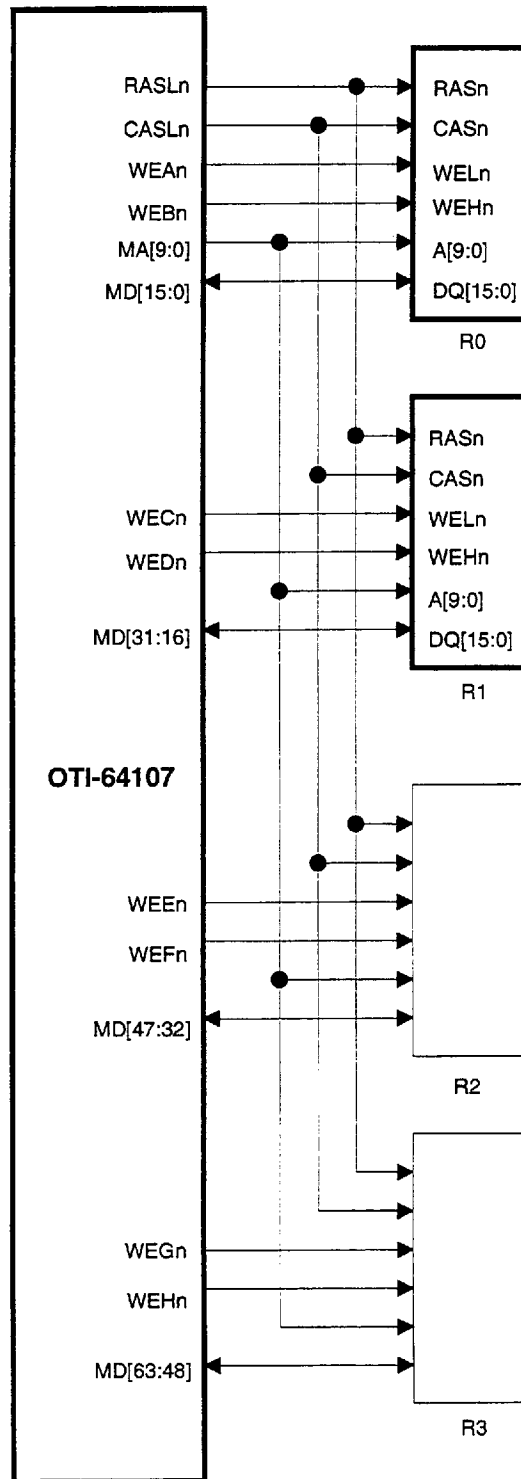 RASLn
RASn
CASLn
CASn
WEAn
WELn
WEBn
WEHn
MA[9:0]
A[9:0]
MD[15:0]
DQ[15:0]
R0
RASn
CASn
WECn
WELn
WEDn
WEHn
A[9:0]
MD[31:16]
DQ[15:0]
R1
OTI-64107
WEEn
WEFn
MD[47:32]
R2
WEGn
WEHn
MD[63:48]
R3